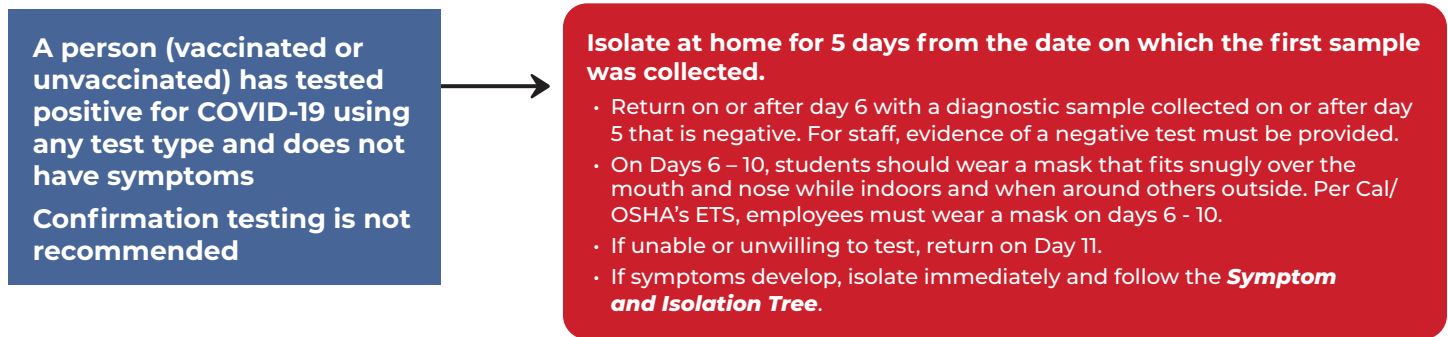 A person (vaccinated or
unvaccinated) has tested
positive for COVID-19 using
any test type and does not
have symptoms
Confirmation testing is not
recommended
Isolate at home for 5 days from the date on which the first sample
was collected.
• Return on or after day 6 with a diagnostic sample collected on or after day
5 that is negative. For staff, evidence of a negative test must be provided.
• On Days 6 – 10, students should wear a mask that fits snugly over the
mouth and nose while indoors and when around others outside. Per Cal/
OSHA’s ETS, employees must wear a mask on days 6 - 10.
• If unable or unwilling to test, return on Day 11.
• If symptoms develop, isolate immediately and follow the Symptom
and Isolation Tree.